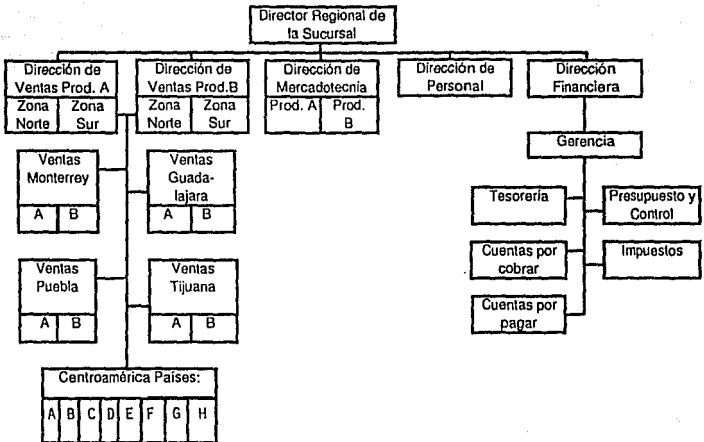 Director Regional de
la Sucursal
Dirección de
Ventas Prod. A
Zona
Norte
Zona
Sur
Dirección de
Ventas Prod.B
Zona
Norte
Zona
Sur
Dirección de
Mercadotecnia
Prod. A
Prod.
B
Dirección de
Personal
Dirección
Financiera
Gerencia
Ventas
Monterrey
A B
Ventas
Guada-
lajara
A B
Ventas
Puebla
A B
Ventas
Tijuana
A B
Centroamérica Países:
A B C D E F G H
Tesorería
Presupuesto y
Control
Cuentas por
cobrar
Impuestos
Cuentas por
pagar